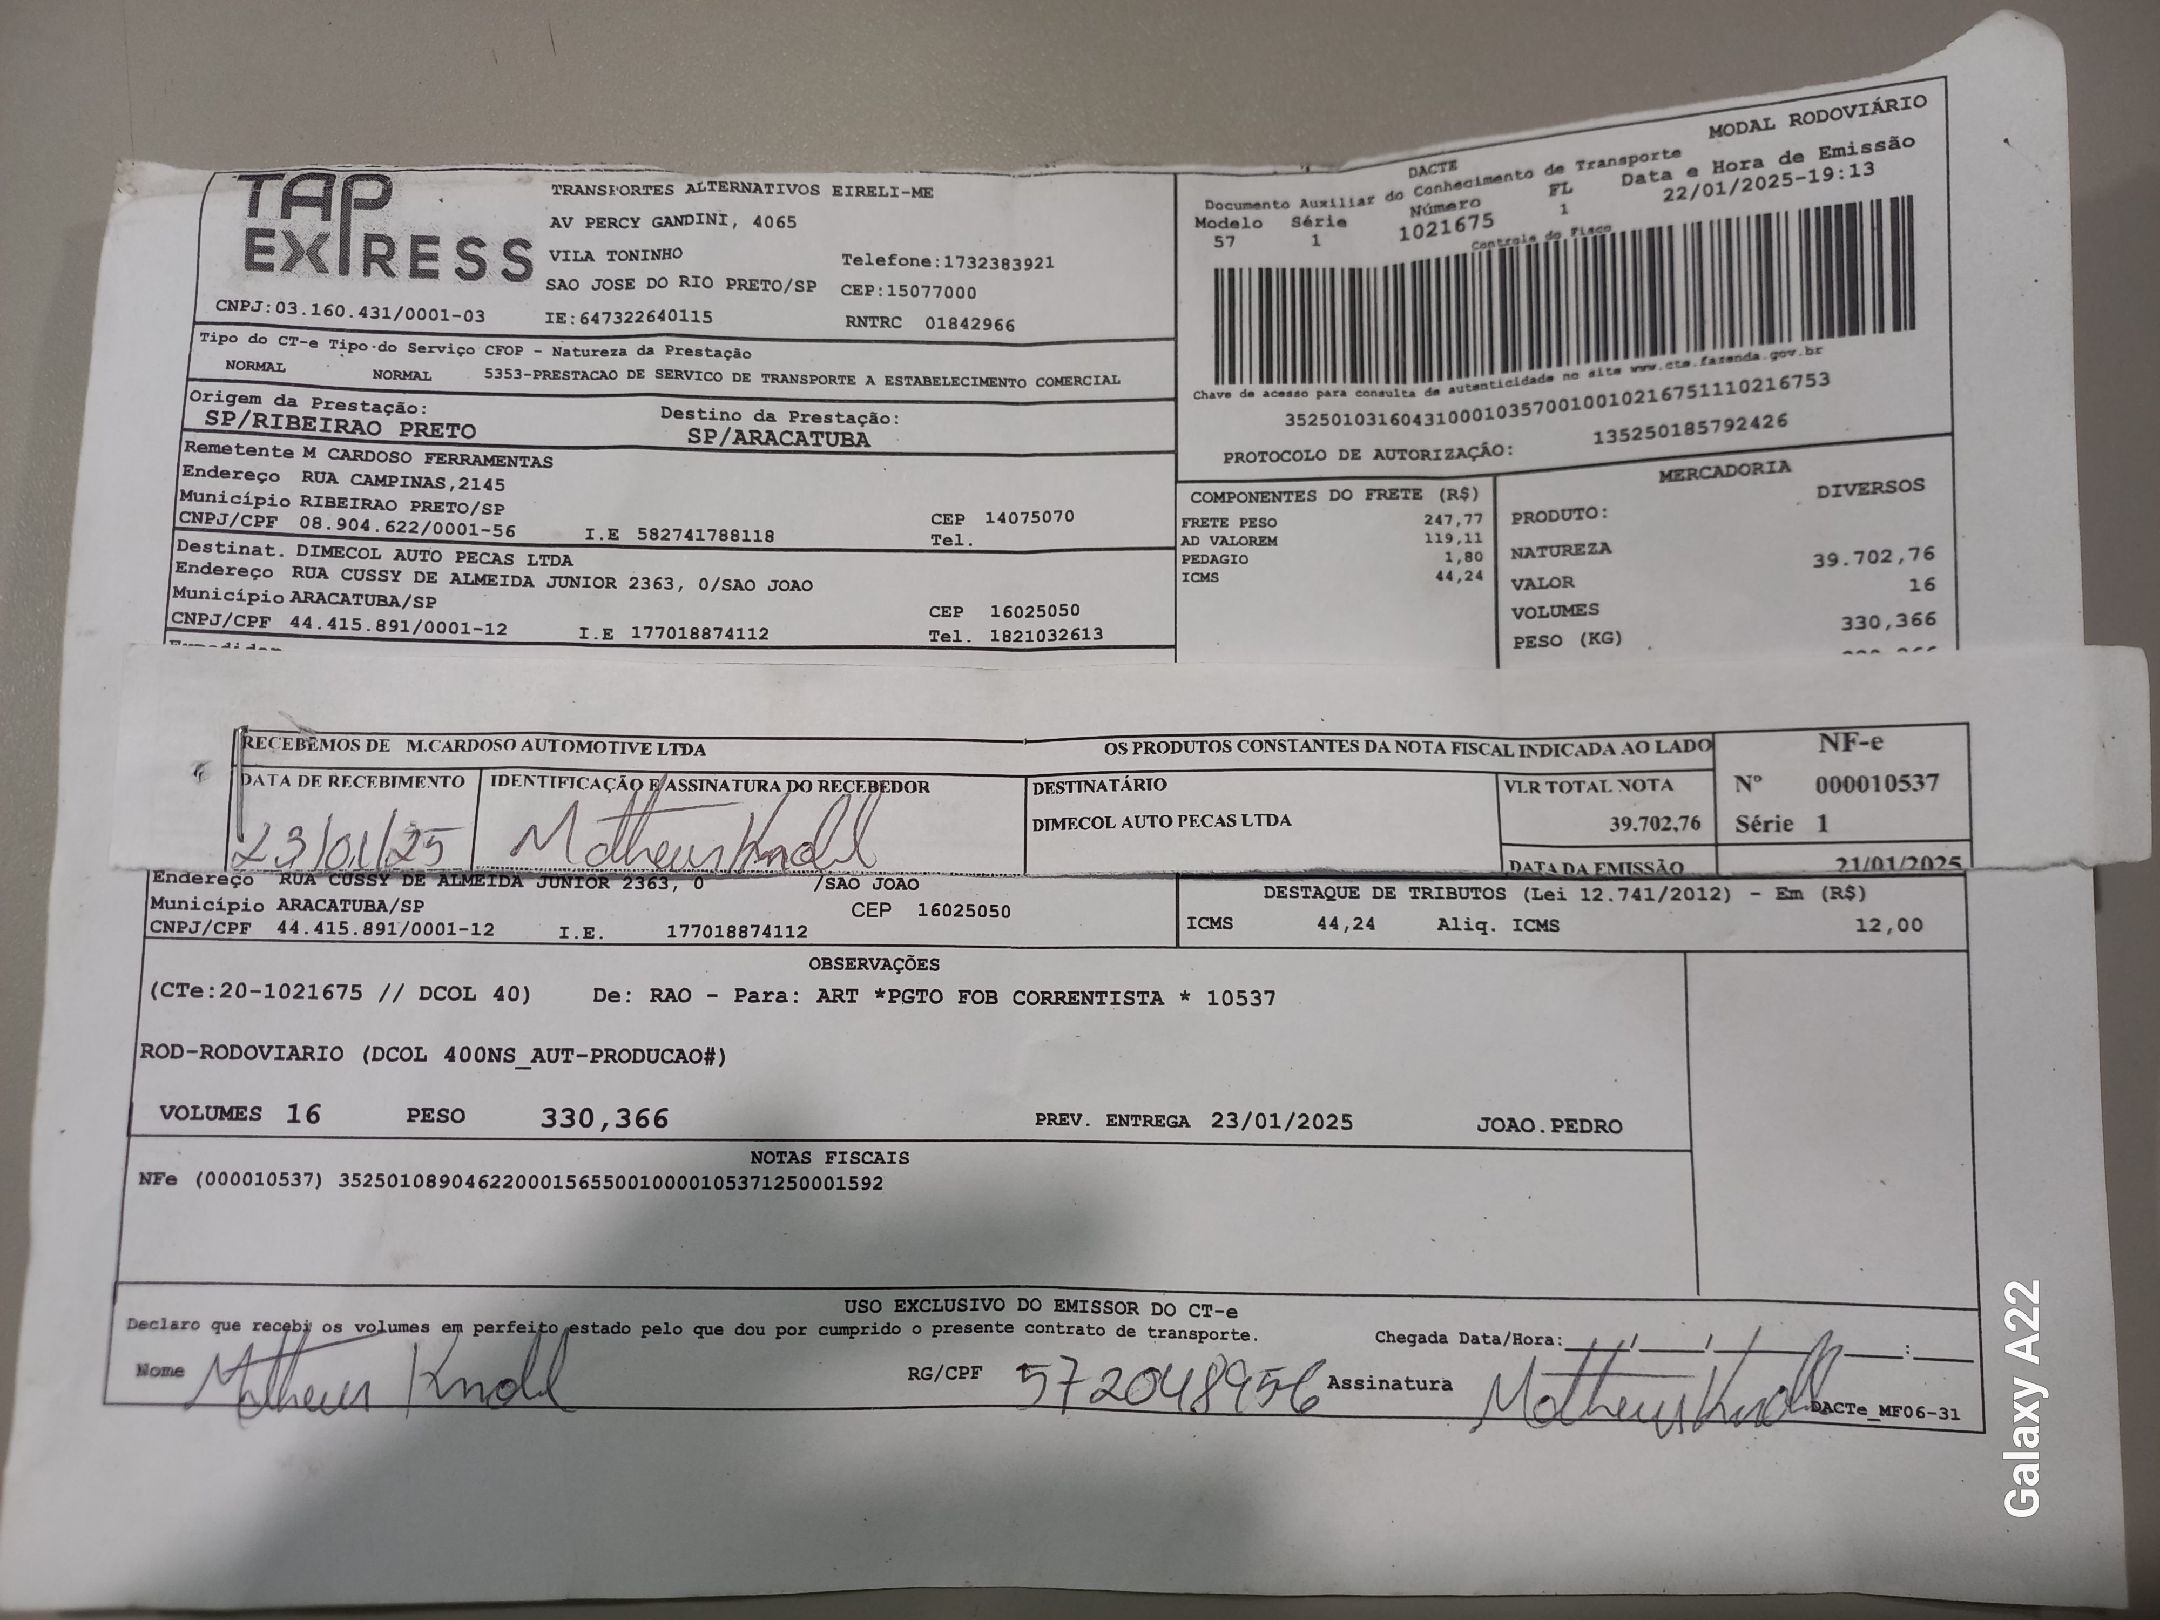 TAP
EXPRESS
TRANSPORTES ALTERNATIVOS EIRELI-ME
AV PERCY GANDINI, 4065
VILA TONINHO
Telefone:1732383921
SAO JOSE DO RIO PRETO/SP CEP:15077000
CNPJ:03.160.431/0001-03 IE:647322640115 RNTRC 01842966
DACTE MODAL RODOVIÁRIO
Documento Auxiliar do Conhecimento de Transporte
Modelo Série Número FL Data e Hora de Emissão
57 1 1021675 1 22/01/2025-19:13
Controle do Fisco
Chave de acesso para consulta de autenticidade no site www.cte.fazenda.gov.br
35250103160431000103570010010216751110216753
PROTOCOLO DE AUTORIZAÇÃO: 135250185792426
Tipo do CT-e Tipo do Serviço CFOP - Natureza da Prestação
NORMAL NORMAL 5353-PRESTACAO DE SERVICO DE TRANSPORTE A ESTABELECIMENTO COMERCIAL
Origem da Prestação: Destino da Prestação:
SP/RIBEIRAO PRETO SP/ARACATUBA
Remetente M CARDOSO FERRAMENTAS
Endereço RUA CAMPINAS,2145
Município RIBEIRAO PRETO/SP CEP 14075070
CNPJ/CPF 08.904.622/0001-56 I.E 582741788118 Tel.
Destinat. DIMECOL AUTO PECAS LTDA
Endereço RUA CUSSY DE ALMEIDA JUNIOR 2363, 0/SAO JOAO
Município ARACATUBA/SP CEP 16025050
CNPJ/CPF 44.415.891/0001-12 I.E 177018874112 Tel. 1821032613
COMPONENTES DO FRETE (R$)
FRETE PESO 247,77
AD VALOREM 119,11
PEDAGIO 1,80
ICMS 44,24
MERCADORIA
PRODUTO: DIVERSOS
NATUREZA
VALOR 39.702,76
VOLUMES 16
PESO (KG) 330,366
RECEBEMOS DE M.CARDOSO AUTOMOTIVE LTDA OS PRODUTOS CONSTANTES DA NOTA FISCAL INDICADA AO LADO
DATA DE RECEBIMENTO IDENTIFICAÇÃO E ASSINATURA DO RECEBEDOR
23/01/25 Matheus Knoll
DESTINATÁRIO
DIMECOL AUTO PECAS LTDA
VLR TOTAL NOTA
39.702,76
DATA DA EMISSÃO 21/01/2025
NF-e
Nº 000010537
Série 1
Endereço RUA CUSSY DE ALMEIDA JUNIOR 2363, 0 /SAO JOAO
Município ARACATUBA/SP CEP 16025050
CNPJ/CPF 44.415.891/0001-12 I.E. 177018874112
DESTAQUE DE TRIBUTOS (Lei 12.741/2012) - Em (R$)
ICMS 44,24 Aliq. ICMS 12,00
OBSERVAÇÕES
(CTe:20-1021675 // DCOL 40) De: RAO - Para: ART *PGTO FOB CORRENTISTA * 10537
ROD-RODOVIARIO (DCOL 400NS_AUT-PRODUCAO#)
VOLUMES 16 PESO 330,366 PREV. ENTREGA 23/01/2025 JOAO.PEDRO
NOTAS FISCAIS
NFe (000010537) 35250108904622000156550010000105371250001592
USO EXCLUSIVO DO EMISSOR DO CT-e
Declaro que recebi os volumes em perfeito estado pelo que dou por cumprido o presente contrato de transporte. Chegada Data/Hora:___/___/___ ___:___
Nome Matheus Knoll RG/CPF 572048956 Assinatura Matheus Knoll
DACTe_MF06-31
Galaxy A22